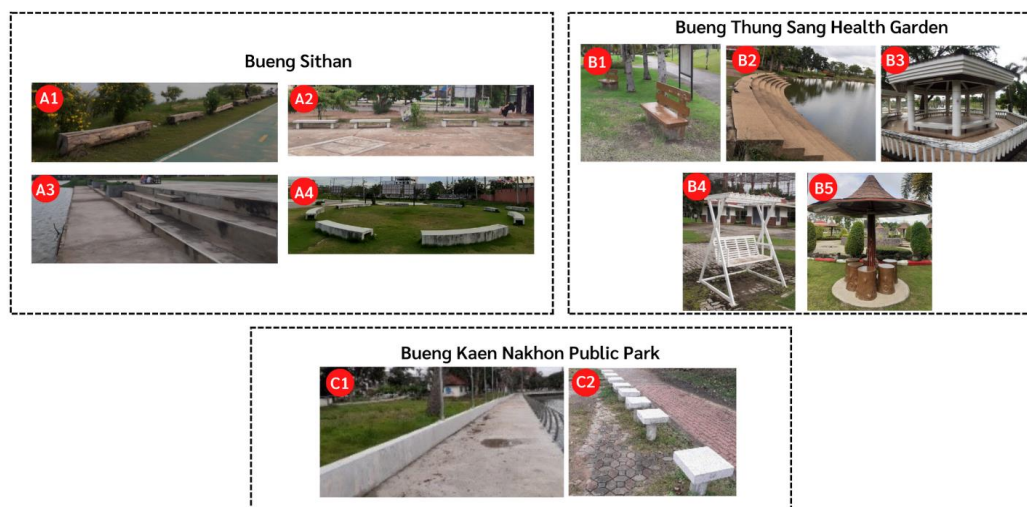 Bueng Sithan
A1
A2
A3
A4
Bueng Thung Sang Health Garden
B1
B2
B3
B4
B5
Bueng Kaen Nakhon Public Park
C1
C2